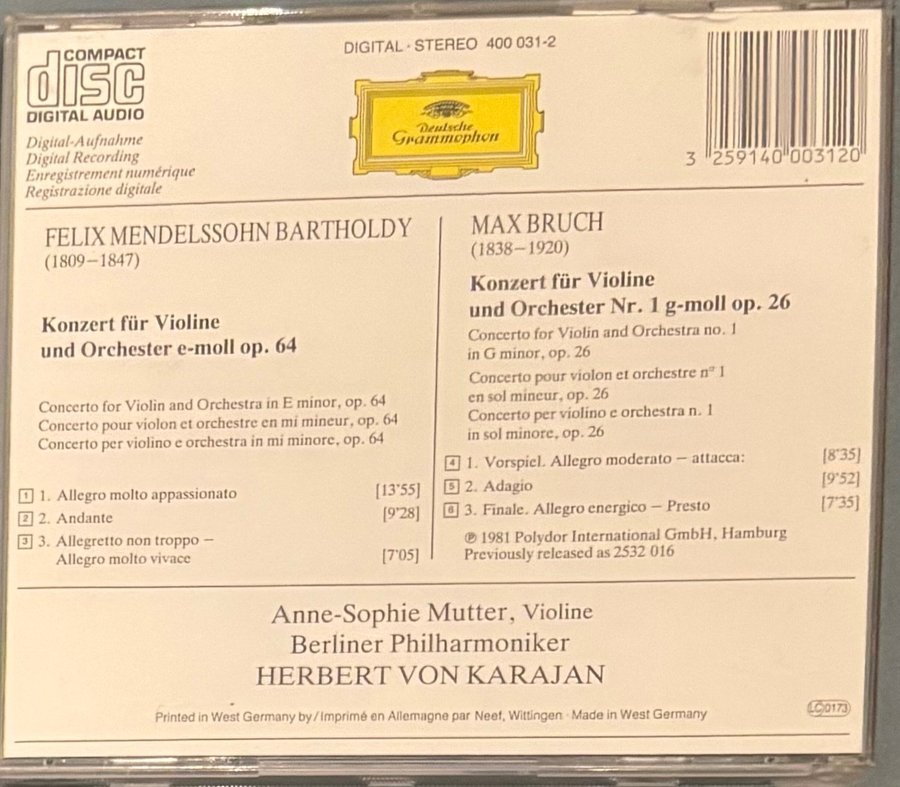 COMPACT
disc
DIGITAL AUDIO
Digital-Aufnahme
Digital Recording
Enregistrement numérique
Registrazione digitale
DIGITAL · STEREO 400 031-2
Deutsche
Grammophon
3 259140 003120
FELIX MENDELSSOHN BARTHOLDY
(1809–1847)
Konzert für Violine
und Orchester e-moll op. 64
Concerto for Violin and Orchestra in E minor, op. 64
Concerto pour violon et orchestre en mi mineur, op. 64
Concerto per violino e orchestra in mi minore, op. 64
1 1. Allegro molto appassionato [13'55]
2 2. Andante [9'28]
3 3. Allegretto non troppo –
Allegro molto vivace [7'05]
MAX BRUCH
(1838–1920)
Konzert für Violine
und Orchester Nr. 1 g-moll op. 26
Concerto for Violin and Orchestra no. 1
in G minor, op. 26
Concerto pour violon et orchestre nº 1
en sol mineur, op. 26
Concerto per violino e orchestra n. 1
in sol minore, op. 26
4 1. Vorspiel. Allegro moderato – attacca: [8'35]
5 2. Adagio [9'52]
6 3. Finale. Allegro energico – Presto [7'35]
℗ 1981 Polydor International GmbH, Hamburg
Previously released as 2532 016
Anne-Sophie Mutter, Violine
Berliner Philharmoniker
HERBERT VON KARAJAN
Printed in West Germany by/Imprimé en Allemagne par Neef, Wittingen · Made in West Germany
LC 0173